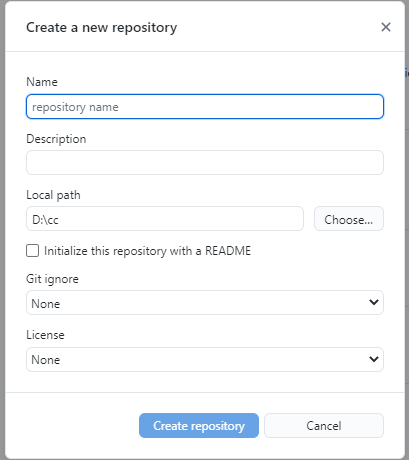 Create a new repository
Name
repository name
Description
Local path
D:\cc
Choose...
Initialize this repository with a README
Git ignore
None
License
None
Create repository
Cancel